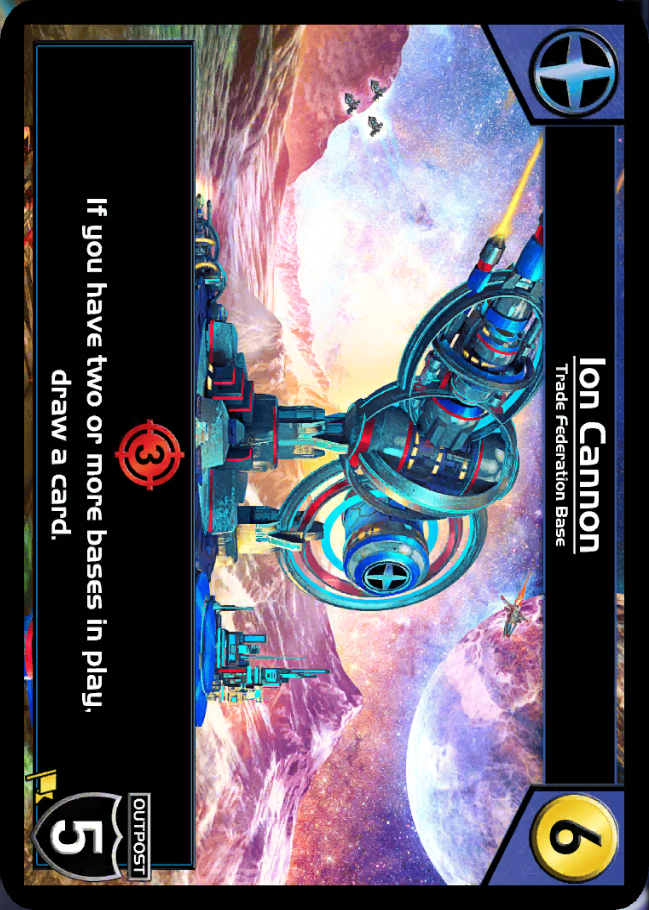 Ion Cannon
Trade Federation Base
6
3
If you have two or more bases in play,
draw a card.
OUTPOST
5